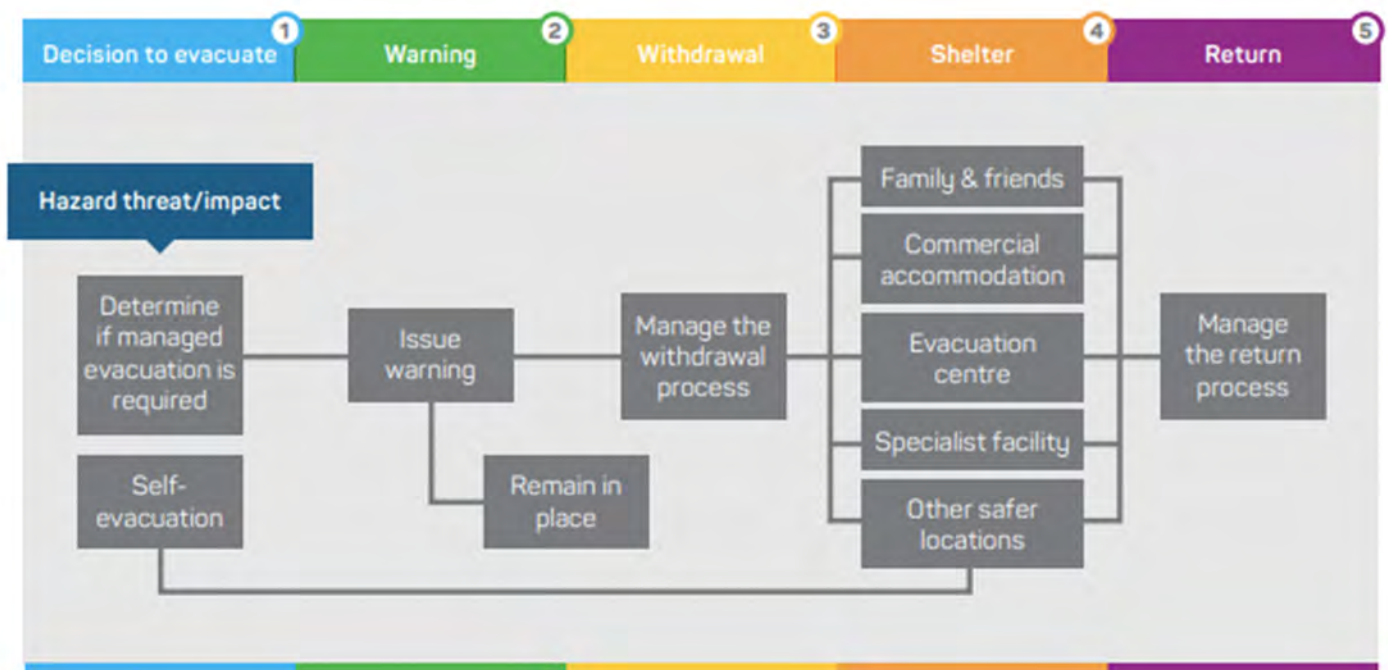 1
2
3
4
5
Decision to evacuate
Warning
Withdrawal
Shelter
Return
Hazard threat/impact
Determine
if managed
evacuation is
required
Self-
evacuation
Issue
warning
Remain in
place
Manage the
withdrawal
process
Family & friends
Commercial
accommodation
Evacuation
centre
Specialist facility
Other safer
locations
Manage
the return
process